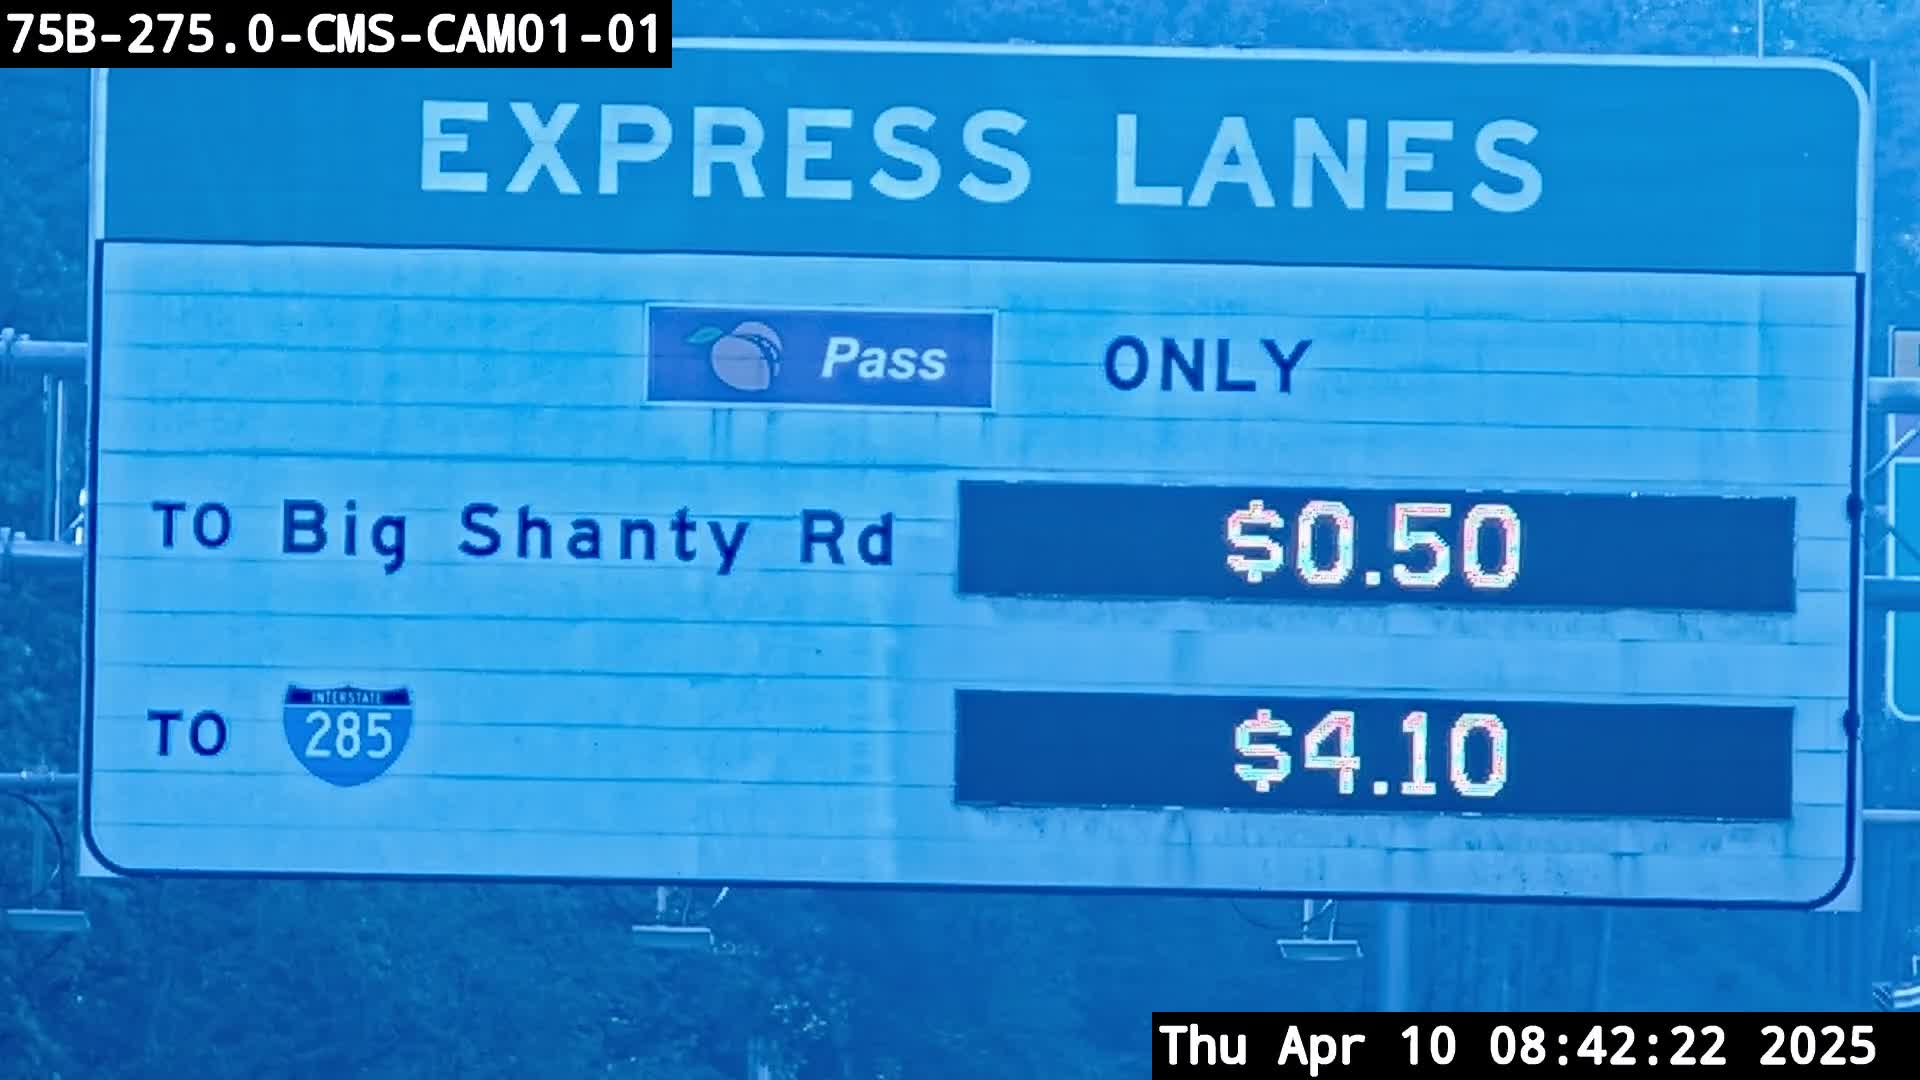 75B-275.0-CMS-CAM01-01
EXPRESS LANES
Pass ONLY
TO Big Shanty Rd $0.50
TO INTERSTATE 285 $4.10
Thu Apr 10 08:42:22 2025